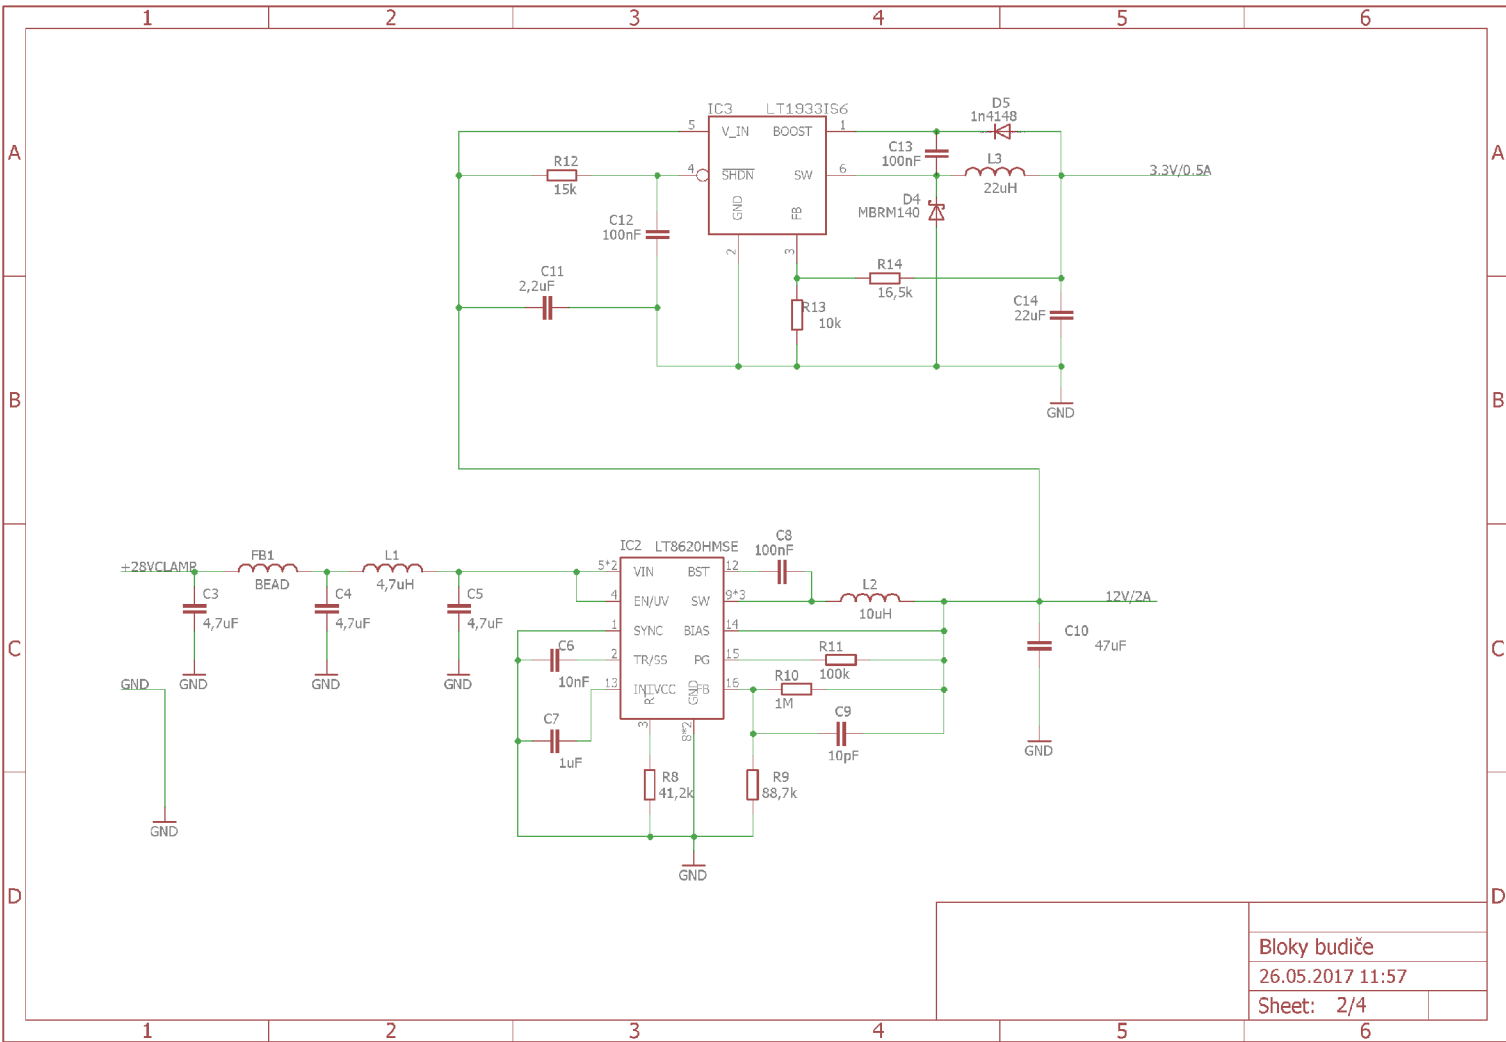 1 2 3 4 5 6
A
A
B
B
C
C
D
D
IC3 LT1933IS6
5 V_IN BOOST 1
4 SHDN SW 6
GND
FB
2
3
D5
1n4148
C13
100nF
L3
22uH
3.3V/0.5A
R12
15k
D4
MBRM140
C12
100nF
C11
2,2uF
R14
16,5k
R13
10k
C14
22uF
GND
IC2 LT8620HMSE
5*2 VIN BST 12
4 EN/UV SW 9*3
1 SYNC BIAS 14
2 TR/SS PG 15
13 INTVCC FB 16
RT
GND
3
8*2
C8
100nF
L2
10uH
12V/2A
C10
47uF
GND
+28VCLAMP
FB1
BEAD
L1
4,7uH
C3
4,7uF
C4
4,7uF
C5
4,7uF
GND
GND
GND
GND
GND
C6
10nF
C7
1uF
R11
100k
R10
1M
C9
10pF
R8
41,2k
R9
88,7k
GND
Bloky budiče
26.05.2017 11:57
Sheet: 2/4
1 2 3 4 5 6